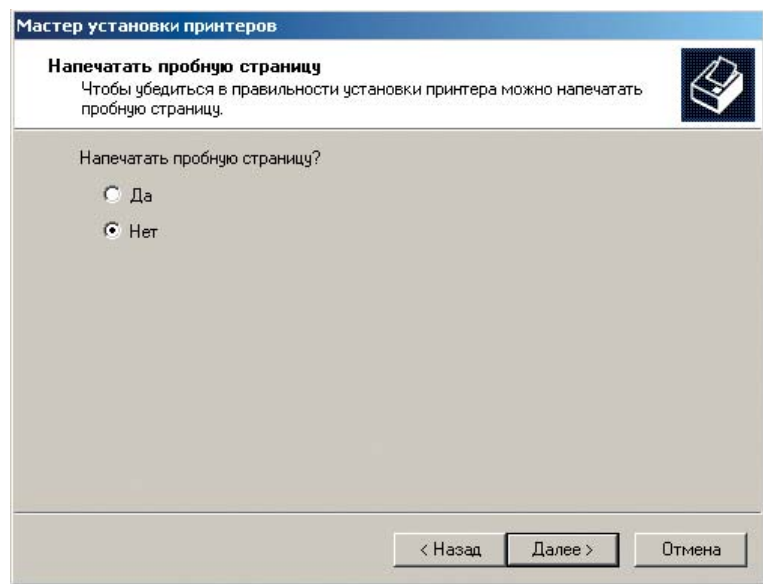 Мастер установки принтеров
Напечатать пробную страницу
Чтобы убедиться в правильности установки принтера можно напечатать
пробную страницу.
Напечатать пробную страницу?
Да
Нет
< Назад
Далее >
Отмена